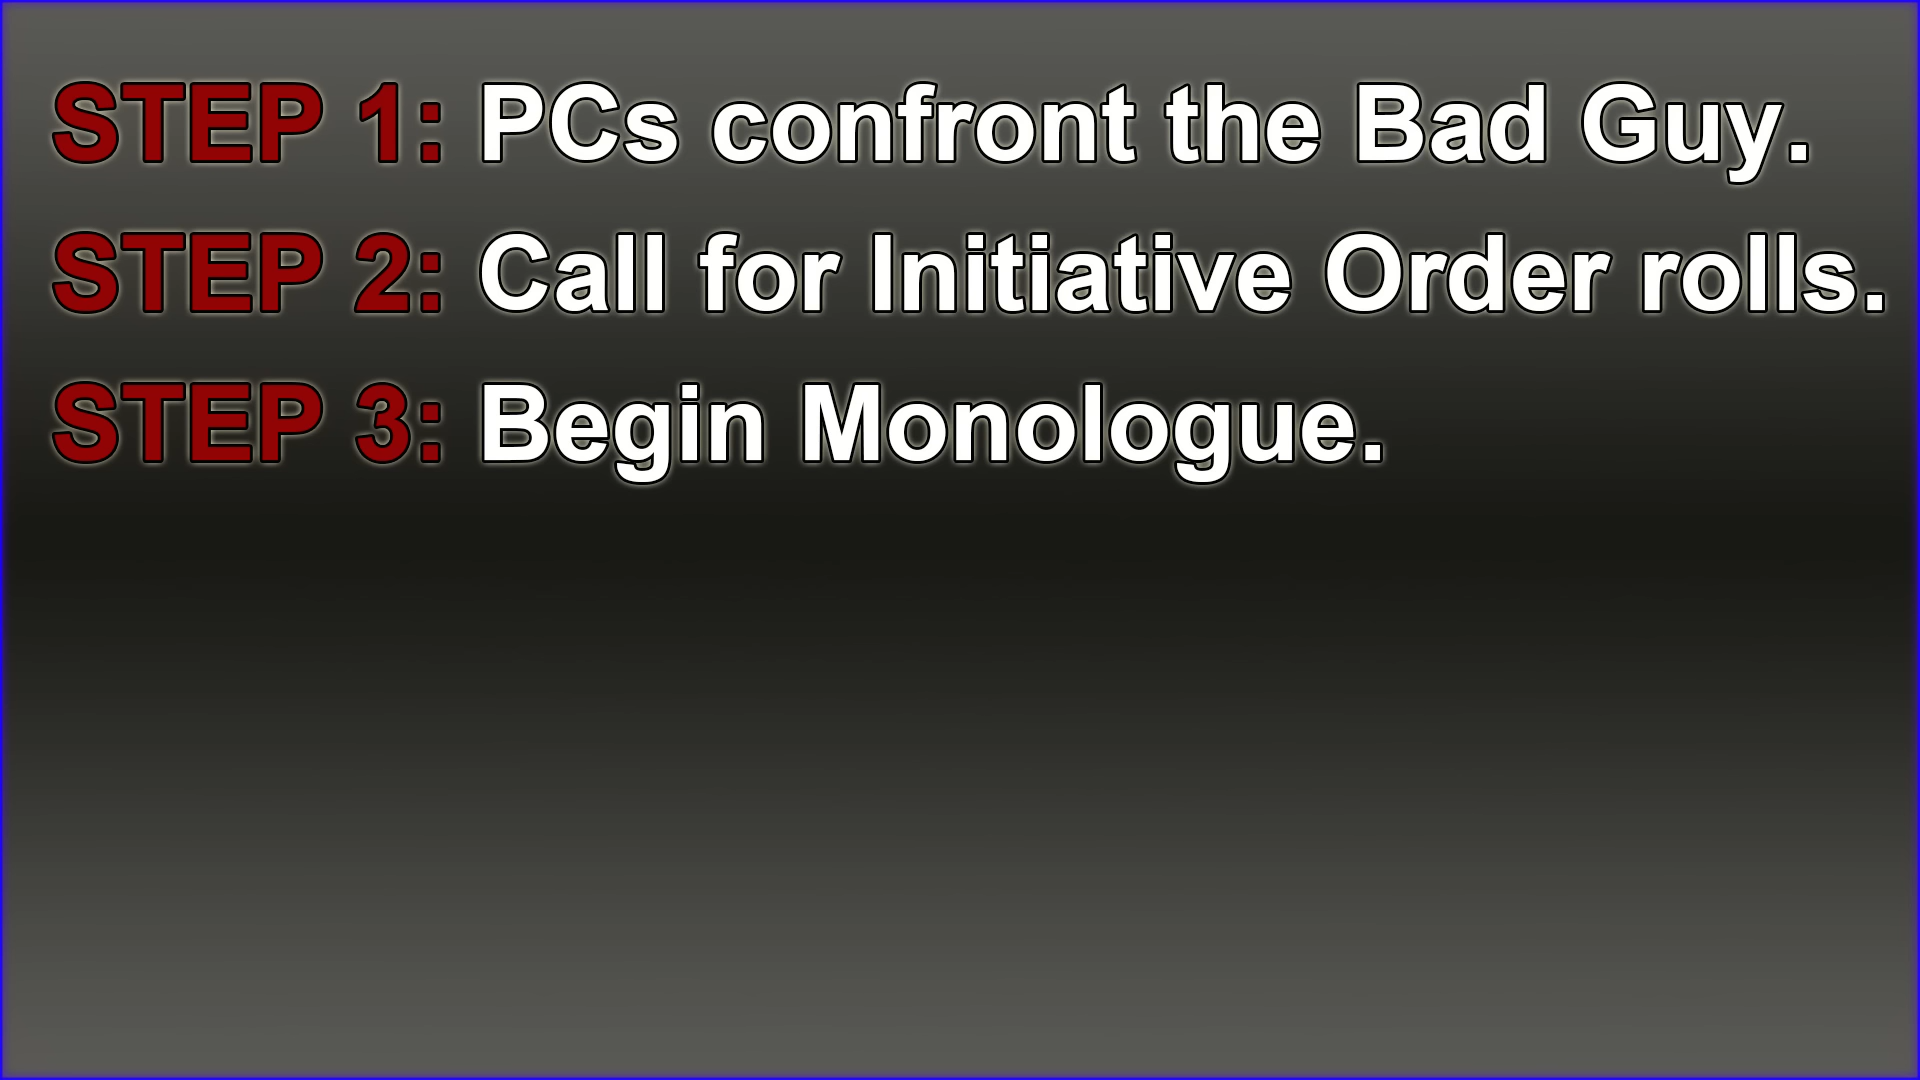 STEP 1: PCs confront the Bad Guy.
STEP 2: Call for Initiative Order rolls.
STEP 3: Begin Monologue.